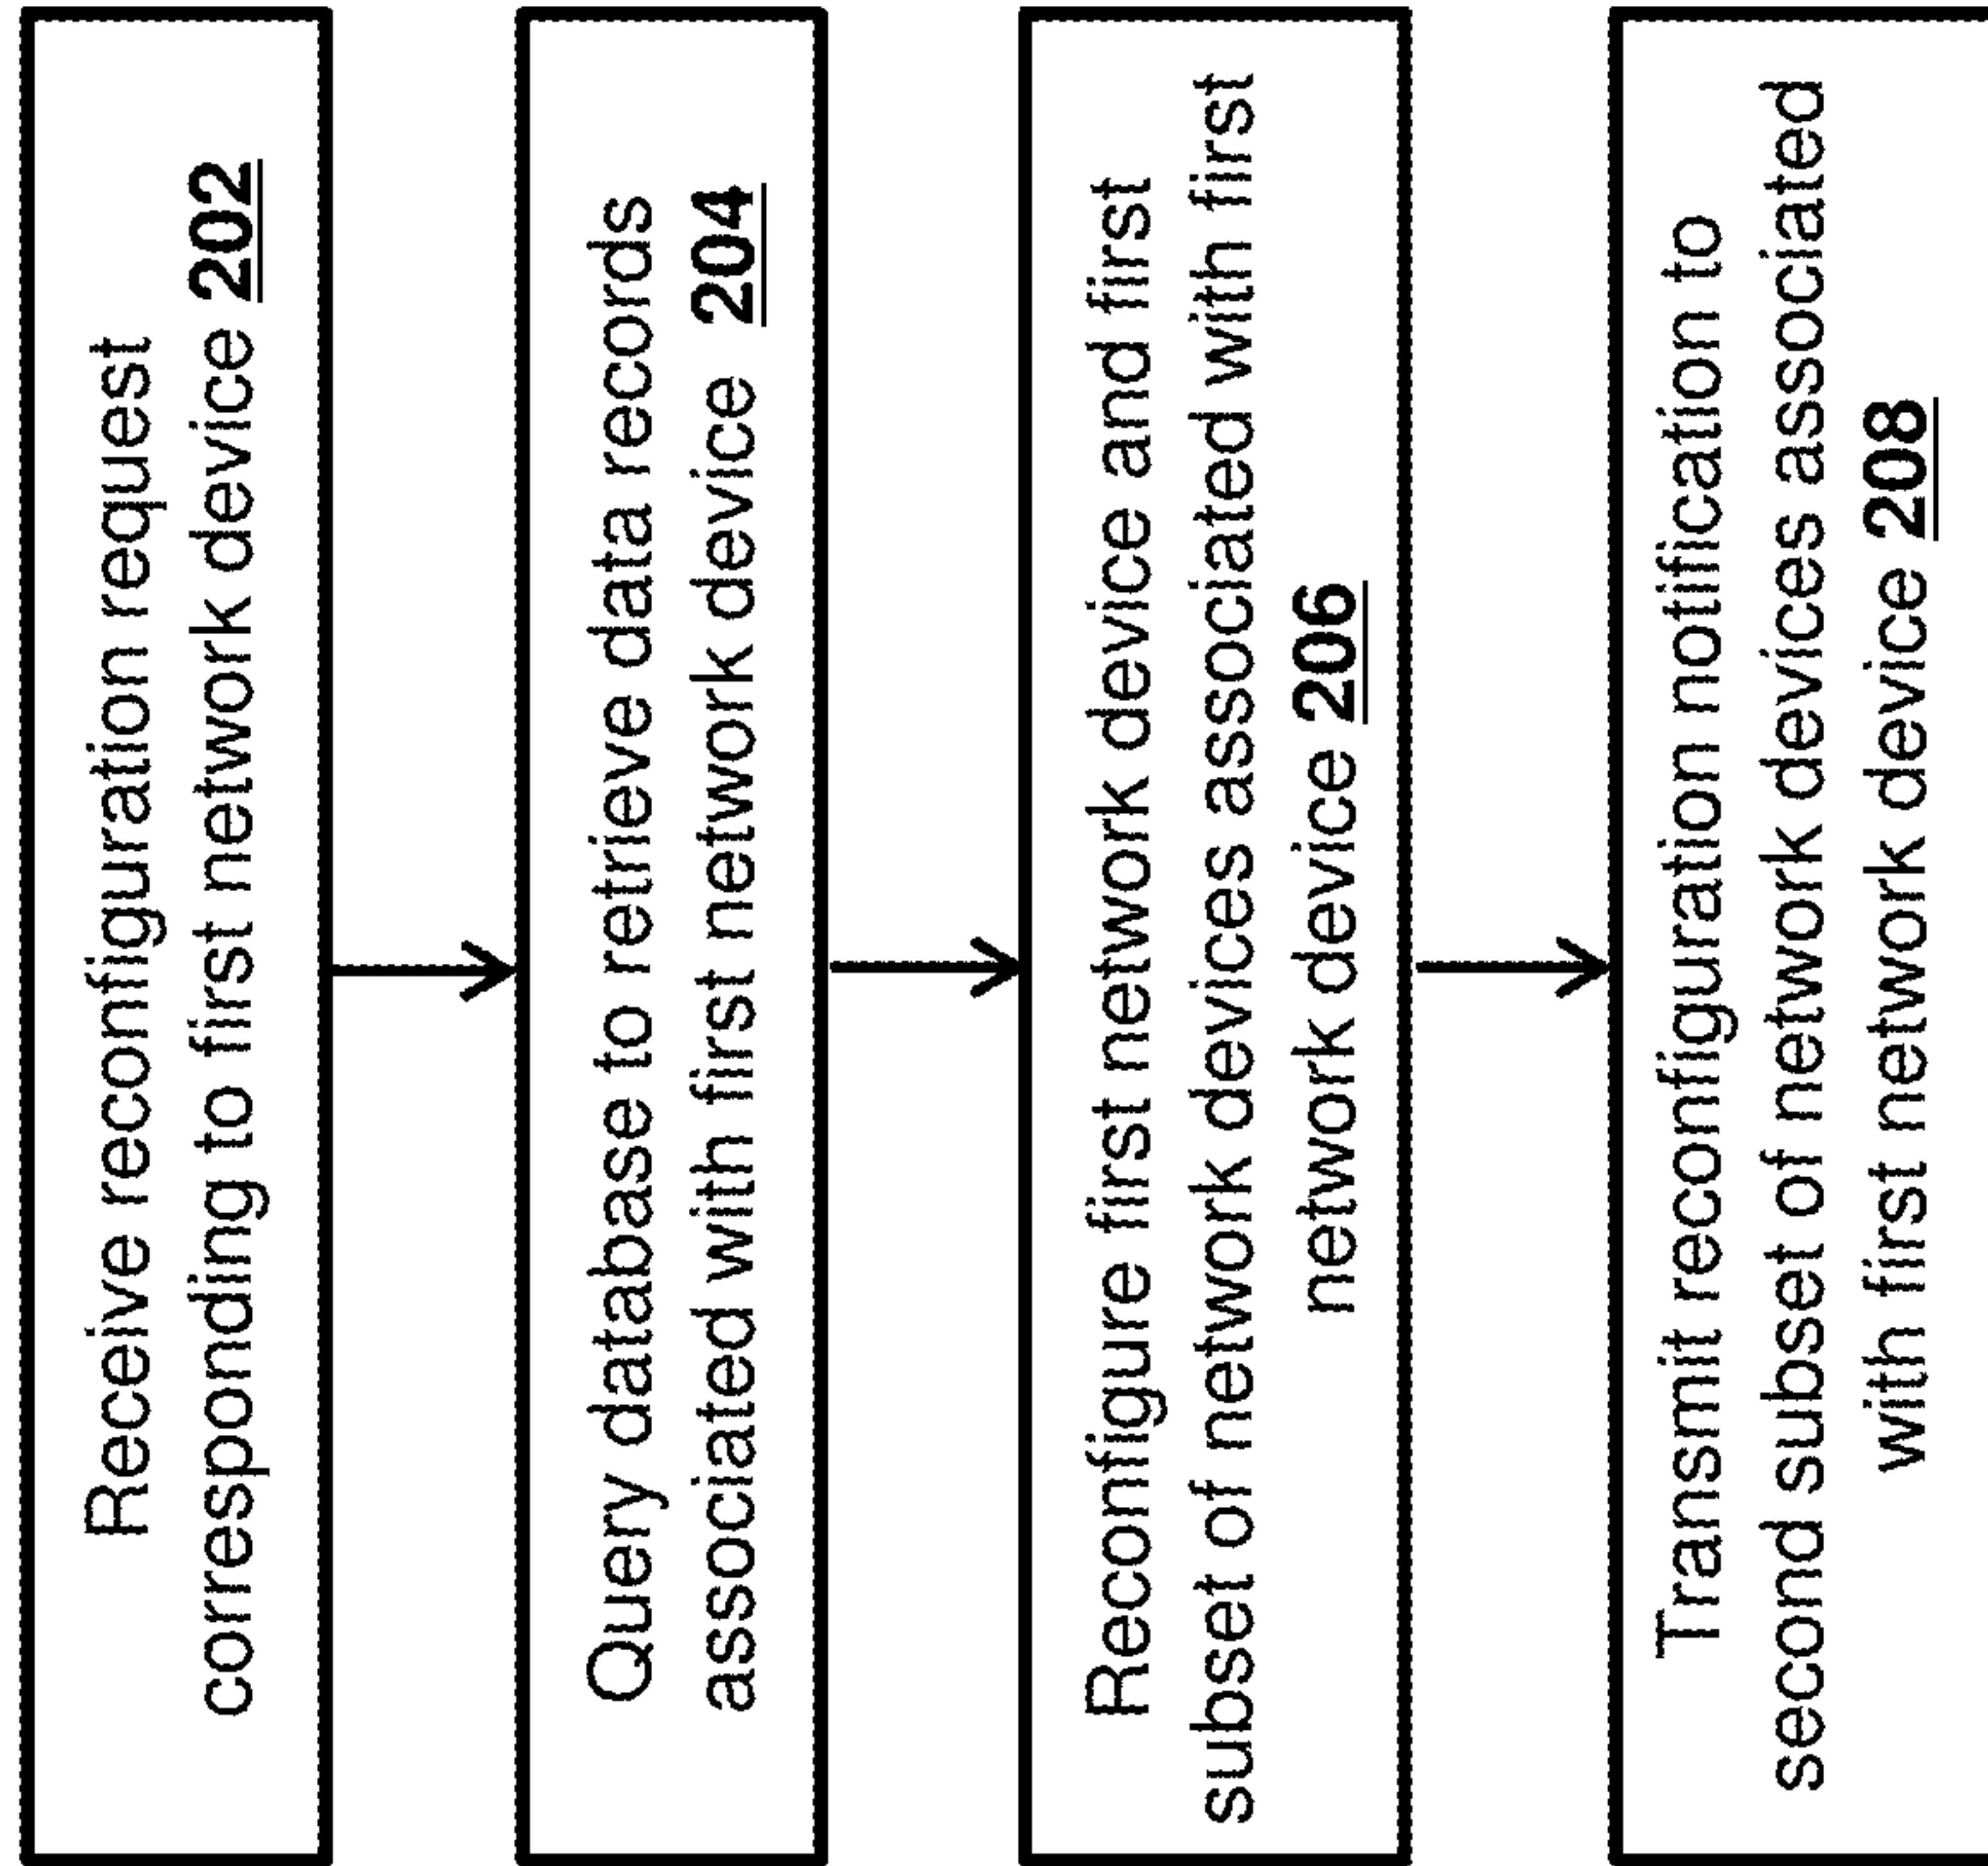 Receive reconfiguration request
corresponding to first network device 202
Query database to retrieve data records
associated with first network device 204
Reconfigure first network device and first
subset of network devices associated with first
network device 206
Transmit reconfiguration notification to
second subset of network devices associated
with first network device 208